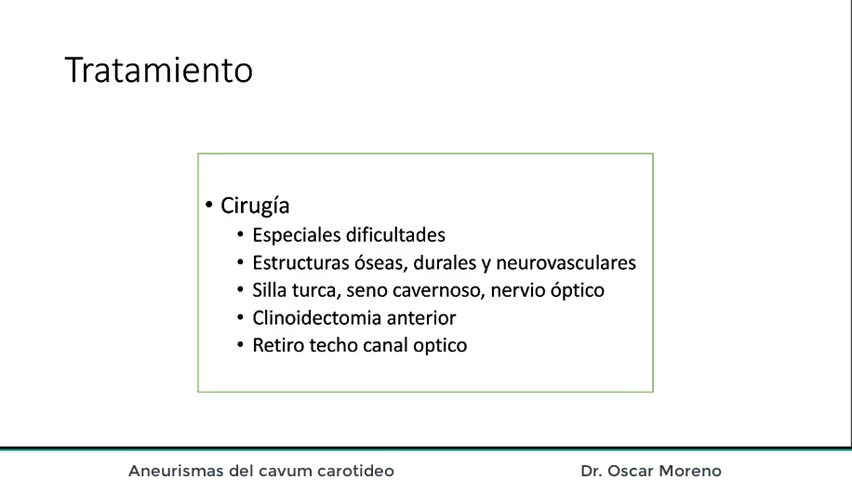 Tratamiento
• Cirugía
• Especiales dificultades
• Estructuras óseas, durales y neurovasculares
• Silla turca, seno cavernoso, nervio óptico
• Clinoidectomia anterior
• Retiro techo canal optico
Aneurismas del cavum carotideo
Dr. Oscar Moreno